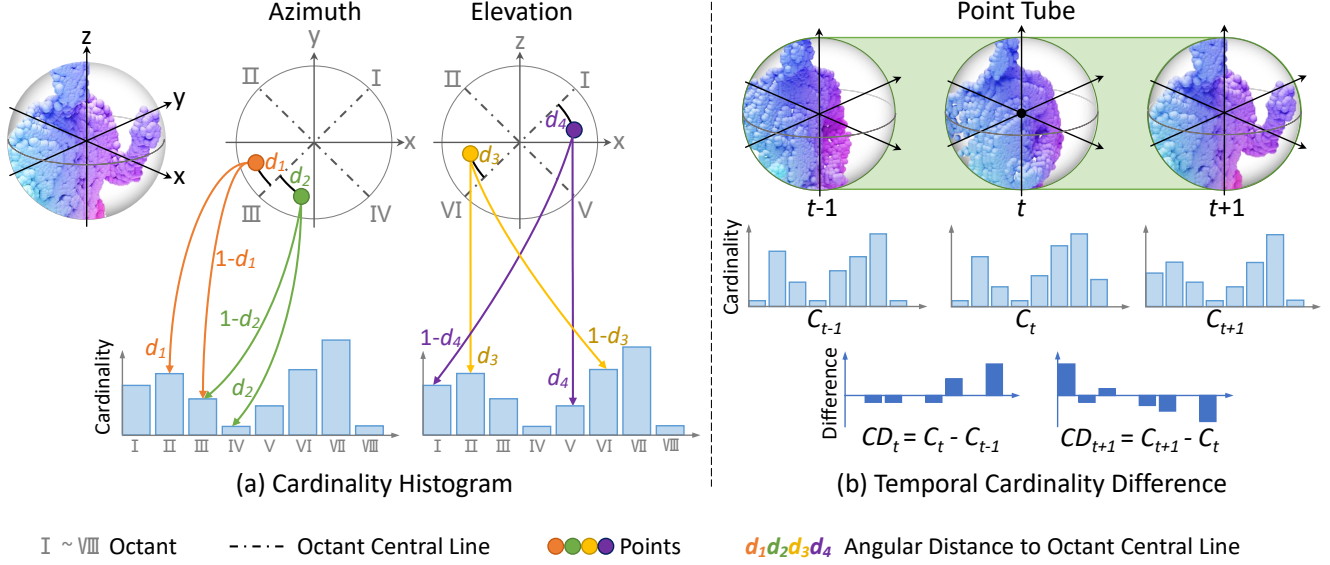 Azimuth
Elevation
Point Tube
z
y
x
y
x
Ⅰ
Ⅱ
Ⅲ
Ⅳ
d1
d2
z
x
Ⅰ
Ⅱ
Ⅵ
Ⅴ
d3
d4
1-d1
1-d2
d1
d2
1-d4
d3
1-d3
d4
Cardinality
Ⅰ Ⅱ Ⅲ Ⅳ Ⅴ Ⅵ Ⅶ Ⅷ
Cardinality
Ⅰ Ⅱ Ⅲ Ⅳ Ⅴ Ⅵ Ⅶ Ⅷ
(a) Cardinality Histogram
t-1
t
t+1
Cardinality
Ct-1
Ct
Ct+1
Difference
CDt = Ct - Ct-1
CDt+1 = Ct+1 - Ct
(b) Temporal Cardinality Difference
Ⅰ ~ Ⅷ Octant
Octant Central Line
Points
d1d2d3d4 Angular Distance to Octant Central Line